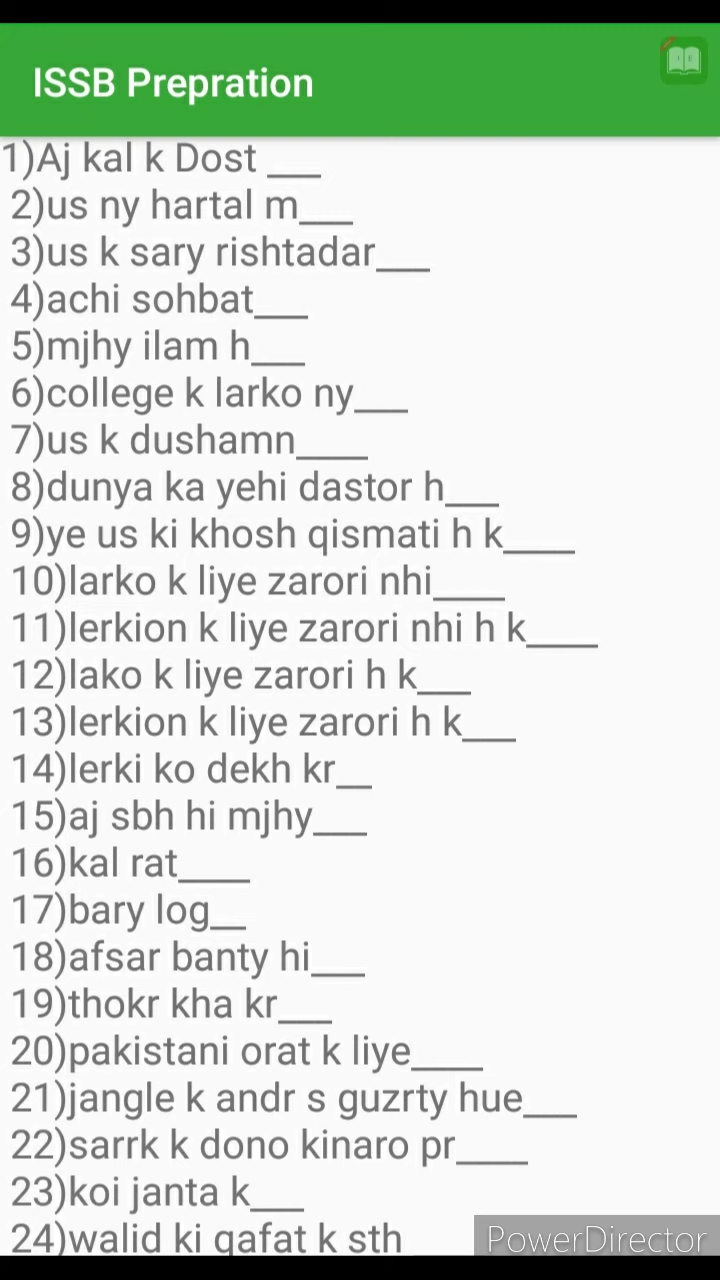 ISSB Prepration
1)Aj kal k Dost ___
2)us ny hartal m___
3)us k sary rishtadar___
4)achi sohbat___
5)mjhy ilam h___
6)college k larko ny___
7)us k dushamn____
8)dunya ka yehi dastor h___
9)ye us ki khosh qismati h k____
10)larko k liye zarori nhi____
11)lerkion k liye zarori nhi h k____
12)lako k liye zarori h k___
13)lerkion k liye zarori h k___
14)lerki ko dekh kr__
15)aj sbh hi mjhy___
16)kal rat____
17)bary log__
18)afsar banty hi___
19)thokr kha kr___
20)pakistani orat k liye____
21)jangle k andr s guzrty hue___
22)sarrk k dono kinaro pr____
23)koi janta k___
24)walid ki qafat k sth
PowerDirector